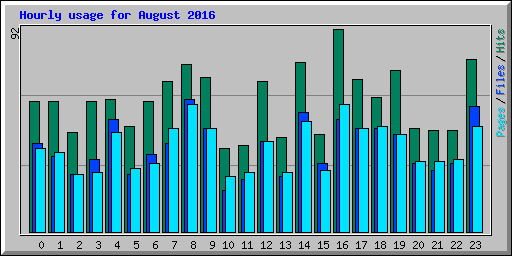 Hourly usage for August 2016
92
Pages / Files / Hits
0 1 2 3 4 5 6 7 8 9 10 11 12 13 14 15 16 17 18 19 20 21 22 23